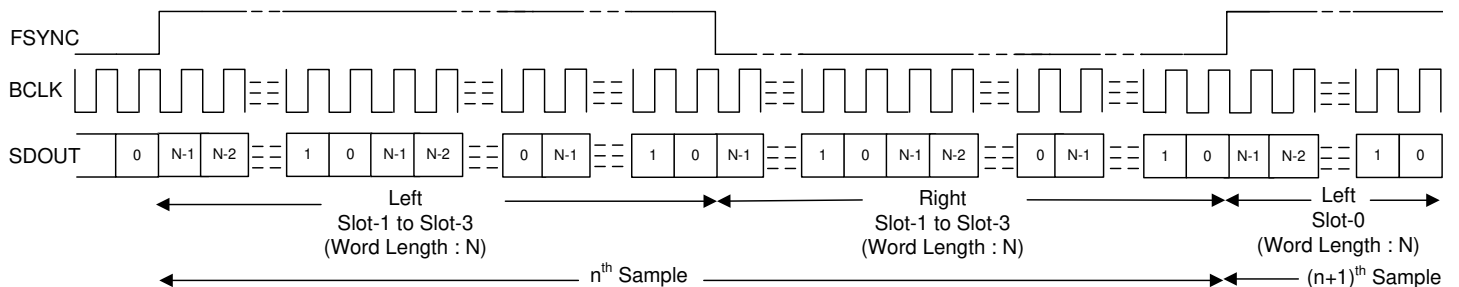 FSYNC
BCLK
SDOUT 0 N-1 N-2 1 0 N-1 N-2 0 N-1 1 0 N-1 1 0 N-1 N-2 0 N-1 1 0 N-1 N-2 1 0
Left Right Left
Slot-1 to Slot-3 Slot-1 to Slot-3 Slot-0
(Word Length : N) (Word Length : N) (Word Length : N)
nth Sample (n+1)th Sample